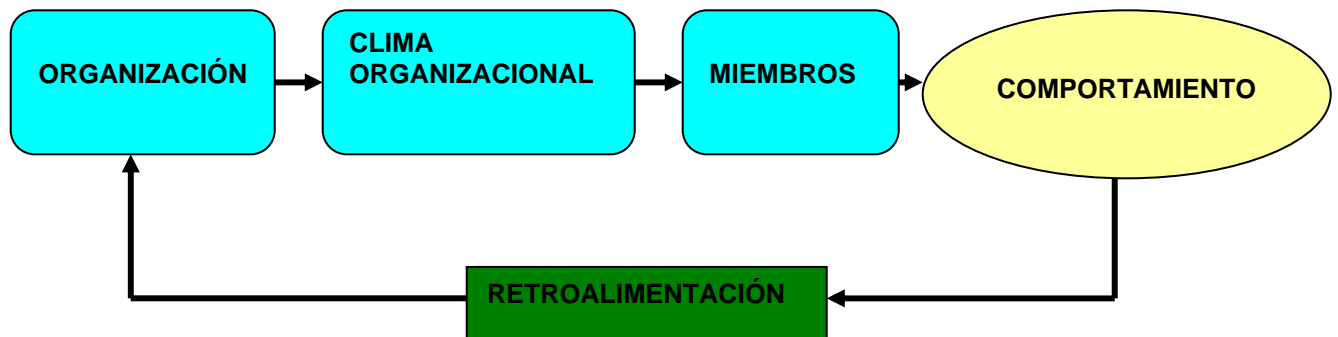 ORGANIZACIÓN
CLIMA
ORGANIZACIONAL
MIEMBROS
COMPORTAMIENTO
RETROALIMENTACIÓN